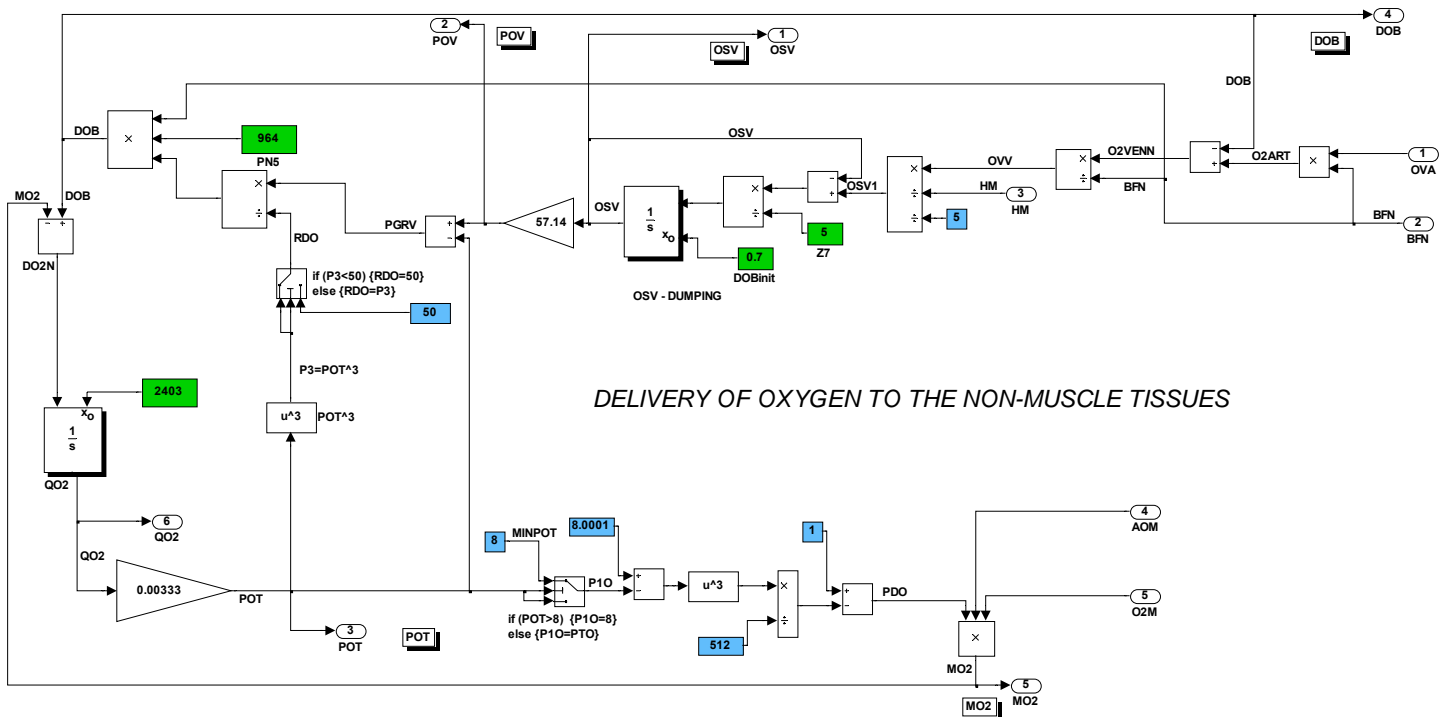 2
POV
POV
OSV
1
OSV
DOB
4
DOB
DOB
DOB
×
964
PN5
OSV
O2VENN
O2ART
1
OVA
OVV
×
÷
-
+
×
MO2
DOB
×
÷
PGRV
+
-
57.14
OSV
1
s
xo
×
÷
-
+
OSV1
×
÷
÷
HM
3
HM
BFN
BFN
2
BFN
5
- +
DO2N
RDO
5
Z7
0.7
DOBinit
if (P3<50) {RDO=50}
else {RDO=P3}
OSV - DUMPING
50
P3=POT^3
2403
DELIVERY OF OXYGEN TO THE NON-MUSCLE TISSUES
xo
1
s
u^3
POT^3
QO2
6
QO2
QO2
0.00333
POT
8
MINPOT
8.0001
1
4
AOM
P1O
+
-
u^3
×
÷
+
-
PDO
5
O2M
if (POT>8) {P1O=8}
else {P1O=PTO}
512
3
POT
POT
×
MO2
5
MO2
MO2